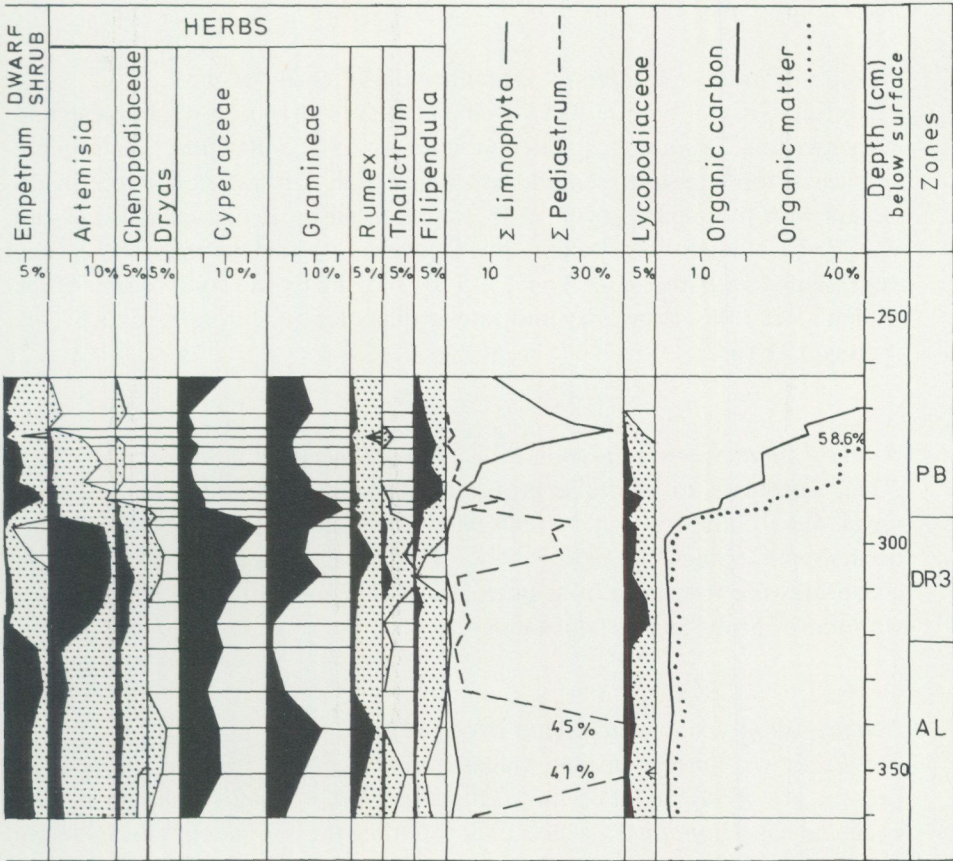 DWARF
SHRUB
HERBS
Empetrum
Artemisia
Chenopodiaceae
Dryas
Cyperaceae
Gramineae
Rumex
Thalictrum
Filipendula
Σ Limnophyta
Σ Pediastrum
Lycopodiaceae
Organic carbon
Organic matter
Depth (cm)
below surface
Zones
5% 10% 5% 5% 10% 10% 5% 5% 5% 10 30% 5% 10 40%
250
58.6%
PB
300
DR3
45%
AL
41%
350